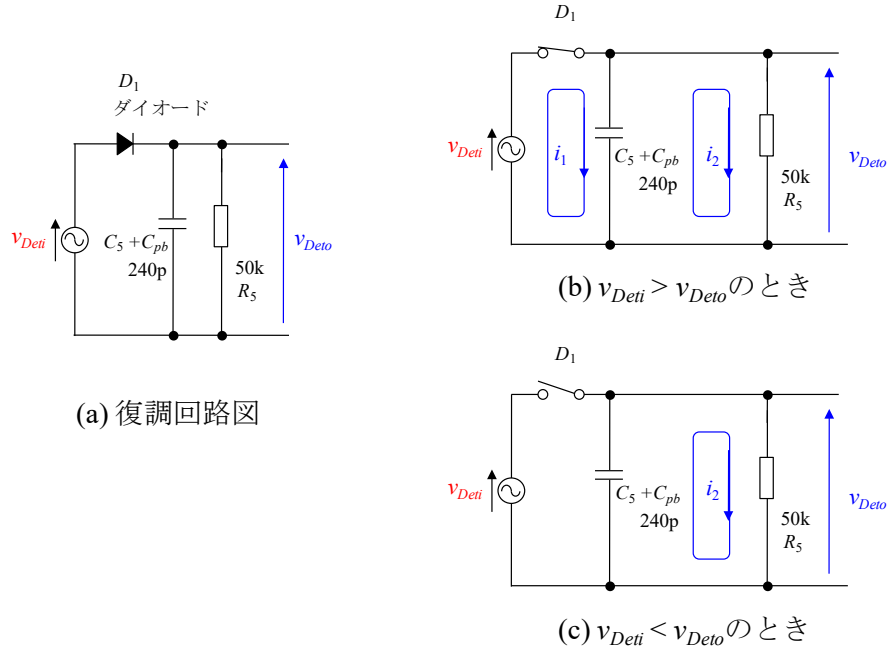 D1
ダイオード
vDeti
C5 +Cpb
240p
50k
R5
vDeto
(a) 復調回路図
D1
vDeti
i1
C5 +Cpb
240p
i2
50k
R5
vDeto
(b) vDeti > vDetoのとき
D1
vDeti
C5 +Cpb
240p
i2
50k
R5
vDeto
(c) vDeti < vDetoのとき